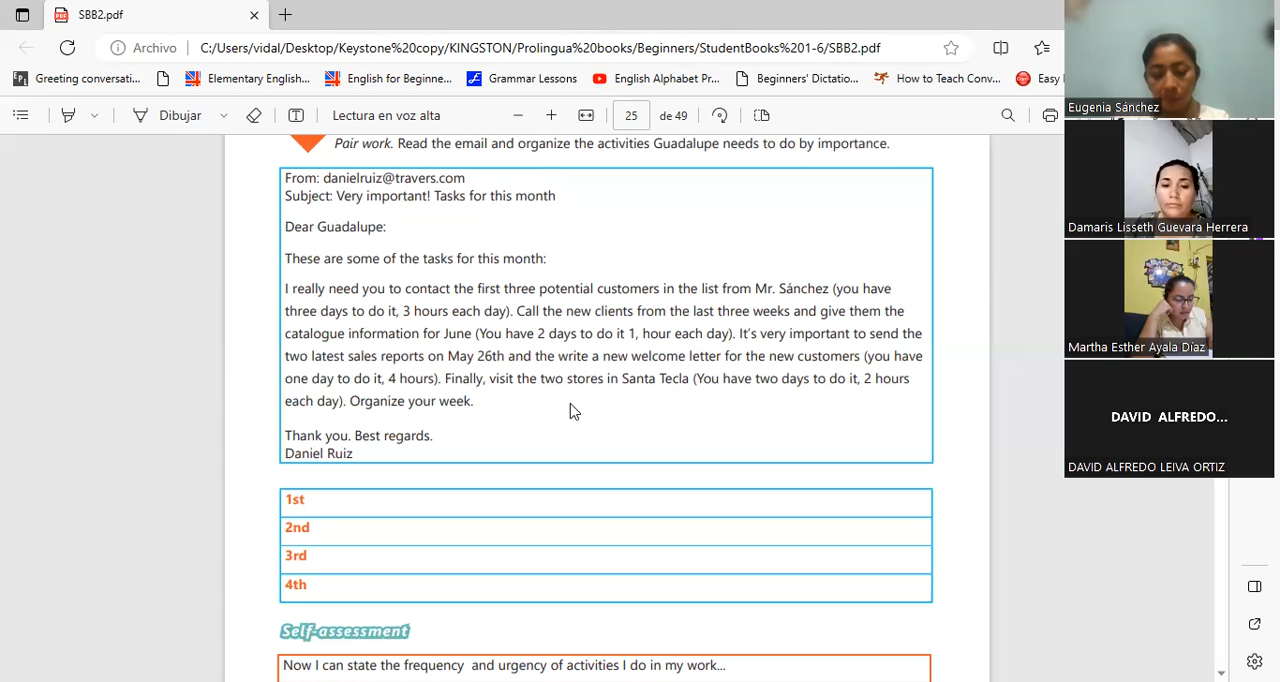 SBB2.pdf
Archivo
C:/Users/vidal/Desktop/Keystone%20copy/KINGSTON/Prolingua%20books/Beginners/StudentBooks%201-6/SBB2.pdf
Greeting conversati...
Elementary English...
English for Beginne...
Grammar Lessons
English Alphabet Pr...
Beginners' Dictatio...
How to Teach Conv...
Easy
Dibujar
Lectura en voz alta
25
de 49
Pair work. Read the email and organize the activities Guadalupe needs to do by importance.
From: danielruiz@travers.com
Subject: Very important! Tasks for this month
Dear Guadalupe:
These are some of the tasks for this month:
I really need you to contact the first three potential customers in the list from Mr. Sánchez (you have
three days to do it, 3 hours each day). Call the new clients from the last three weeks and give them the
catalogue information for June (You have 2 days to do it 1, hour each day). It's very important to send the
two latest sales reports on May 26th and the write a new welcome letter for the new customers (you have
one day to do it, 4 hours). Finally, visit the two stores in Santa Tecla (You have two days to do it, 2 hours
each day). Organize your week.
Thank you. Best regards.
Daniel Ruiz
1st
2nd
3rd
4th
Self-assessment
Now I can state the frequency and urgency of activities I do in my work...
Eugenia Sánchez
Damaris Lisseth Guevara Herrera
Martha Esther Ayala Díaz
DAVID ALFREDO...
DAVID ALFREDO LEIVA ORTIZ